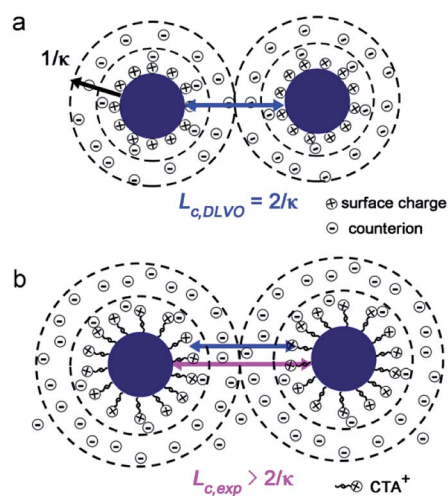 a
1/κ
L_c,DLVO = 2/κ
⊕ surface charge
⊖ counterion
b
L_c,exp > 2/κ
CTA⁺